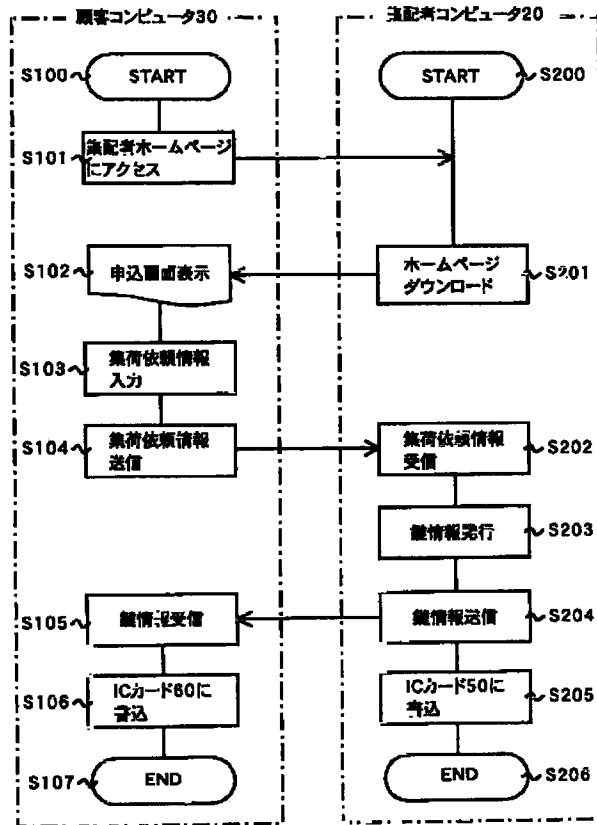 顧客コンピュータ30
集配者コンピュータ20
S100
START
START
S200
S101
集配者ホームページ
にアクセス
S102
申込画面表示
ホームページ
ダウンロード
S201
S103
集荷依頼情報
入力
S104
集荷依頼情報
送信
集荷依頼情報
受信
S202
鍵情報発行
S203
S105
鍵情報受信
鍵情報送信
S204
S106
ICカード60に
書込
ICカード50に
書込
S205
S107
END
END
S206